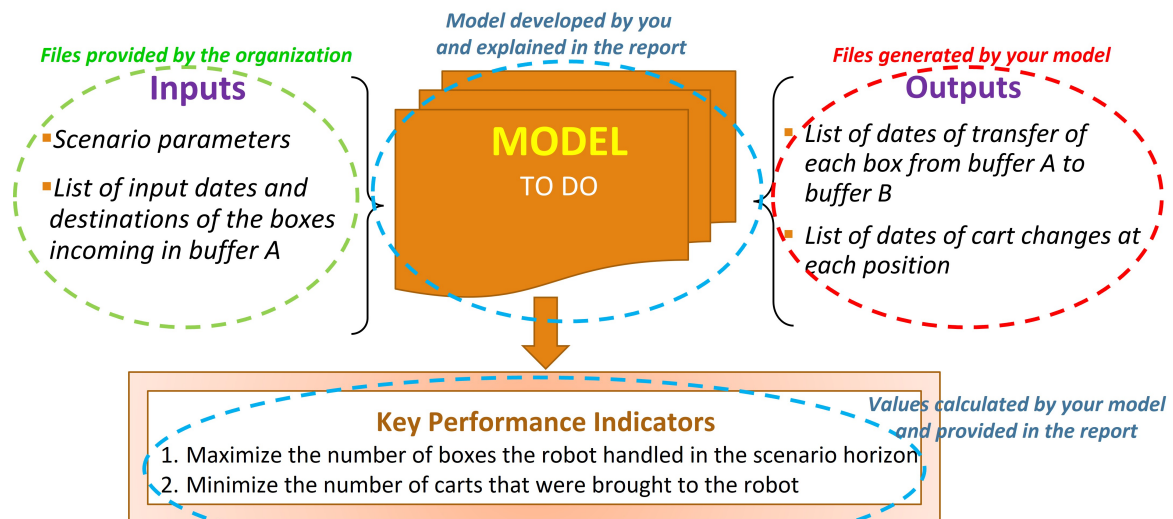 Files provided by the organization
Inputs
Scenario parameters
List of input dates and
destinations of the boxes
incoming in buffer A
Model developed by you
and explained in the report
MODEL
TO DO
Files generated by your model
Outputs
List of dates of transfer of
each box from buffer A to
buffer B
List of dates of cart changes at
each position
Key Performance Indicators
1. Maximize the number of boxes the robot handled in the scenario horizon
2. Minimize the number of carts that were brought to the robot
Values calculated by your model
and provided in the report